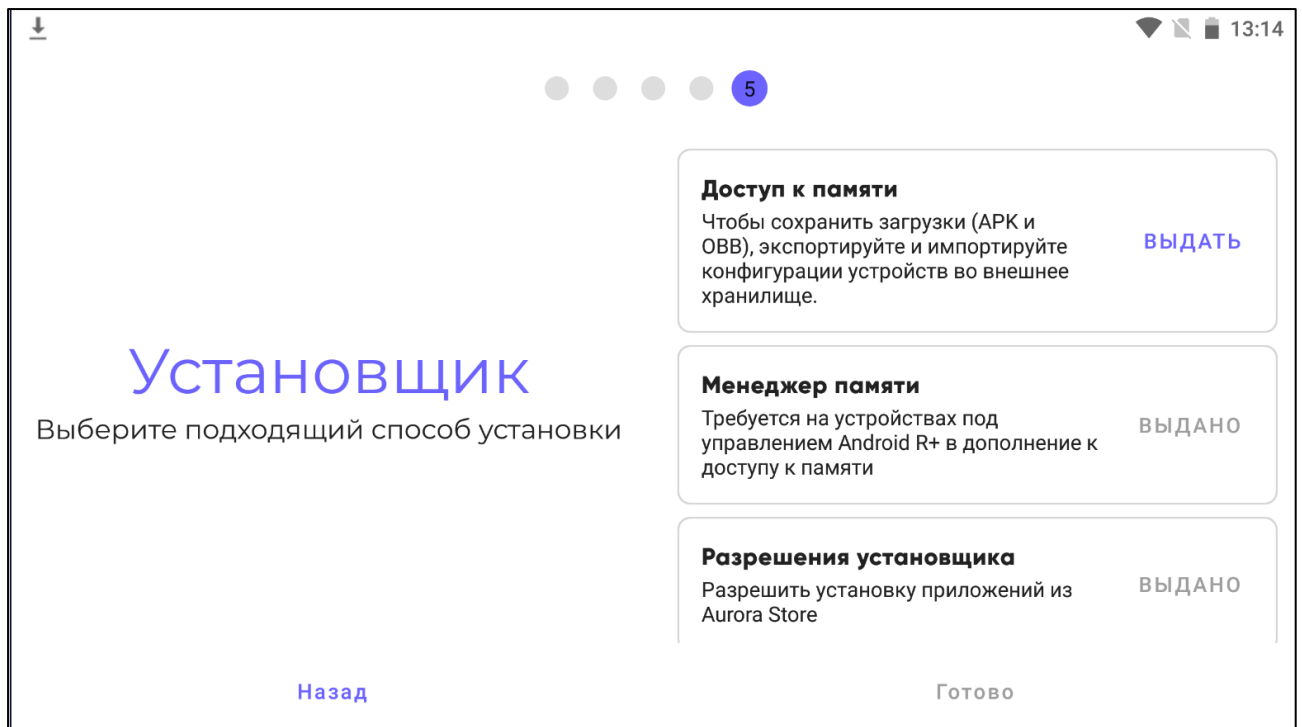 13:14
5
Установщик
Выберите подходящий способ установки
Доступ к памяти
Чтобы сохранить загрузки (APK и
OBB), экспортируйте и импортируйте
конфигурации устройств во внешнее
хранилище.
ВЫДАТЬ
Менеджер памяти
Требуется на устройствах под
управлением Android R+ в дополнение к
доступу к памяти
ВЫДАНО
Разрешения установщика
Разрешить установку приложений из
Aurora Store
ВЫДАНО
Назад
Готово